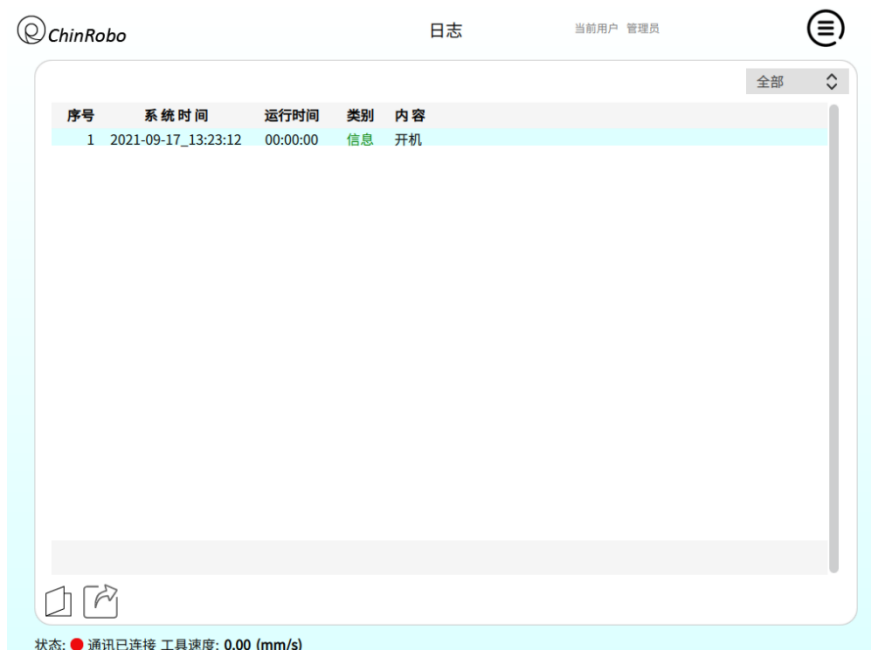 ChinRobo 日志 当前用户 管理员
全部
序号 系统时间 运行时间 类别 内容
1 2021-09-17_13:23:12 00:00:00 信息 开机
状态: 通讯已连接 工具速度: 0.00 (mm/s)